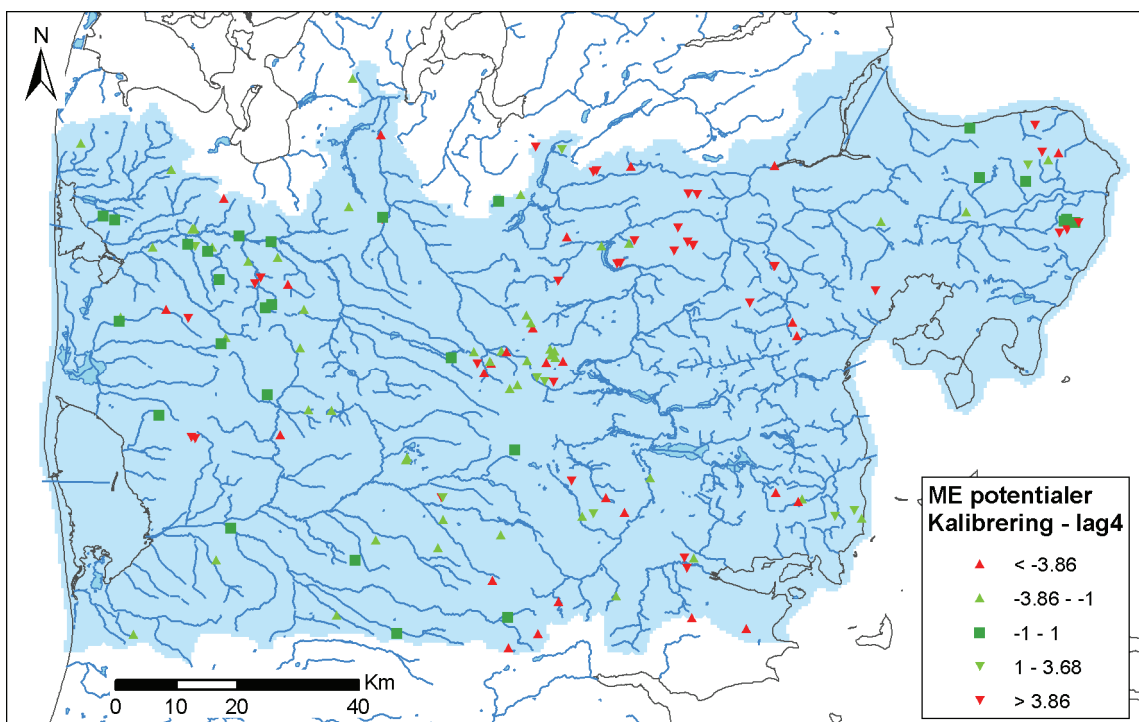 N
ME potentialer
Kalibrering - lag4
< -3.86
-3.86 - -1
-1 - 1
1 - 3.68
> 3.86
Km
0 10 20 40